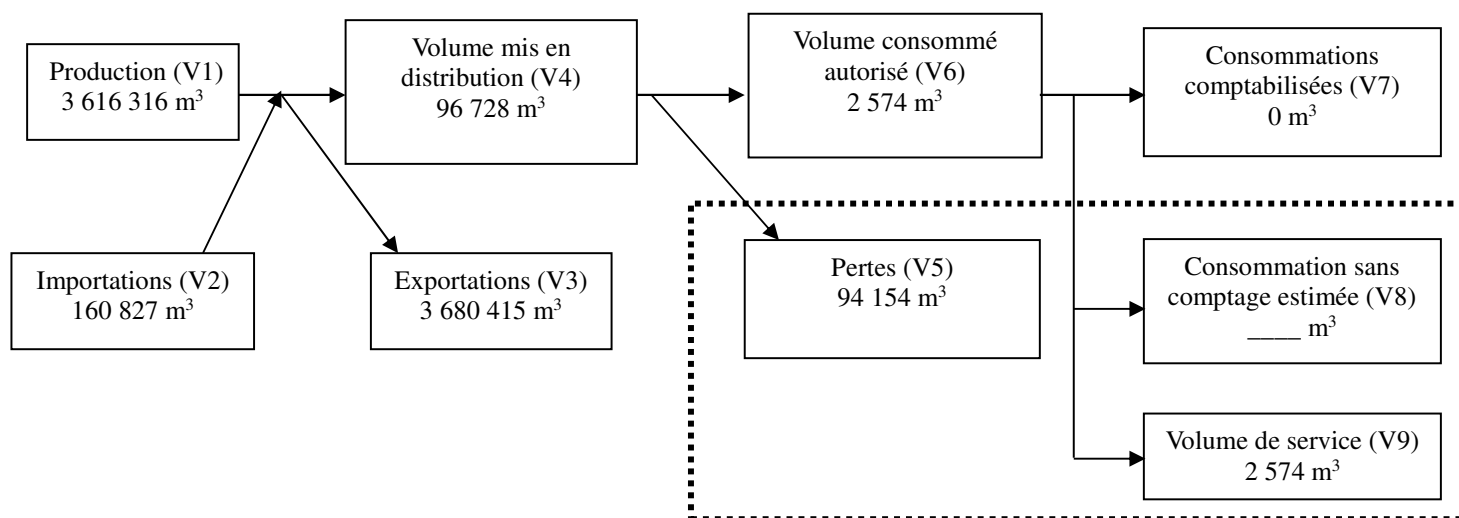 Production (V1)
3 616 316 m³
Volume mis en
distribution (V4)
96 728 m³
Volume consommé
autorisé (V6)
2 574 m³
Consommations
comptabilisées (V7)
0 m³
Importations (V2)
160 827 m³
Exportations (V3)
3 680 415 m³
Pertes (V5)
94 154 m³
Consommation sans
comptage estimée (V8)
____ m³
Volume de service (V9)
2 574 m³